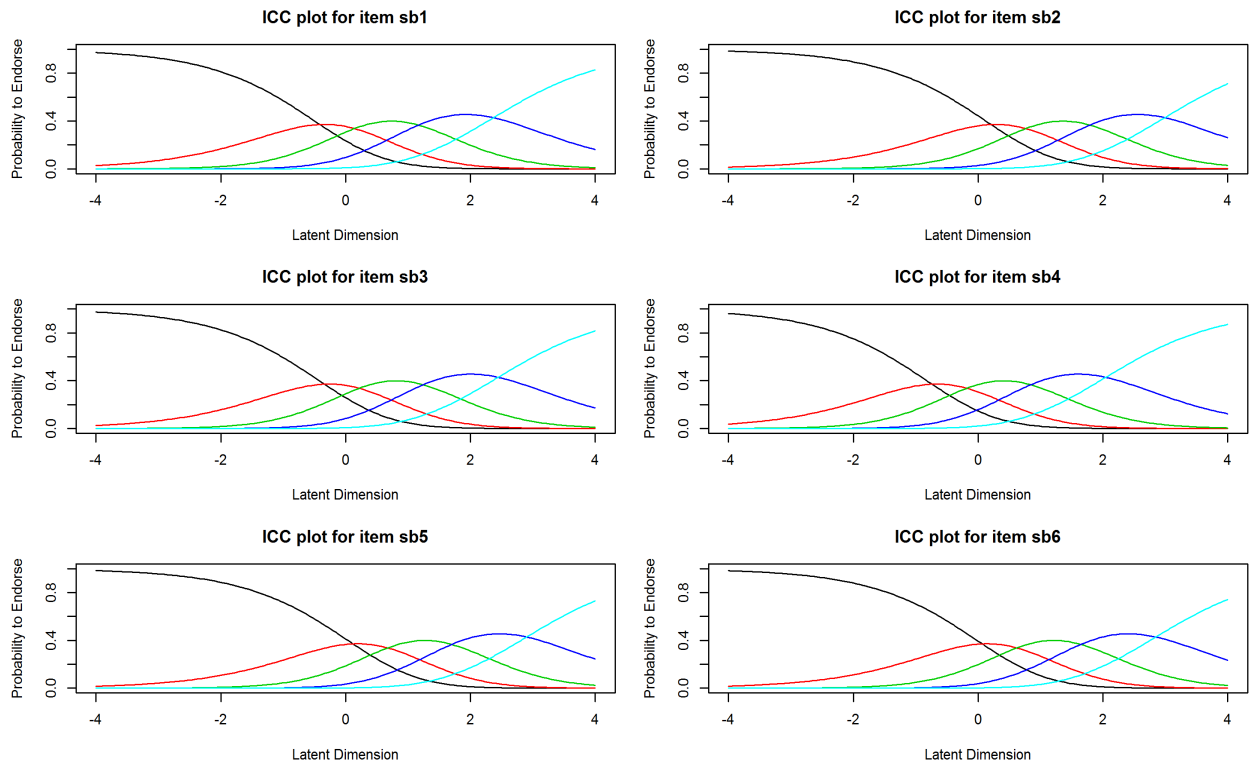 ICC plot for item sb1
Probability to Endorse
0.0 0.4 0.8
-4 -2 0 2 4
Latent Dimension
ICC plot for item sb2
Probability to Endorse
0.0 0.4 0.8
-4 -2 0 2 4
Latent Dimension
ICC plot for item sb3
Probability to Endorse
0.0 0.4 0.8
-4 -2 0 2 4
Latent Dimension
ICC plot for item sb4
Probability to Endorse
0.0 0.4 0.8
-4 -2 0 2 4
Latent Dimension
ICC plot for item sb5
Probability to Endorse
0.0 0.4 0.8
-4 -2 0 2 4
Latent Dimension
ICC plot for item sb6
Probability to Endorse
0.0 0.4 0.8
-4 -2 0 2 4
Latent Dimension